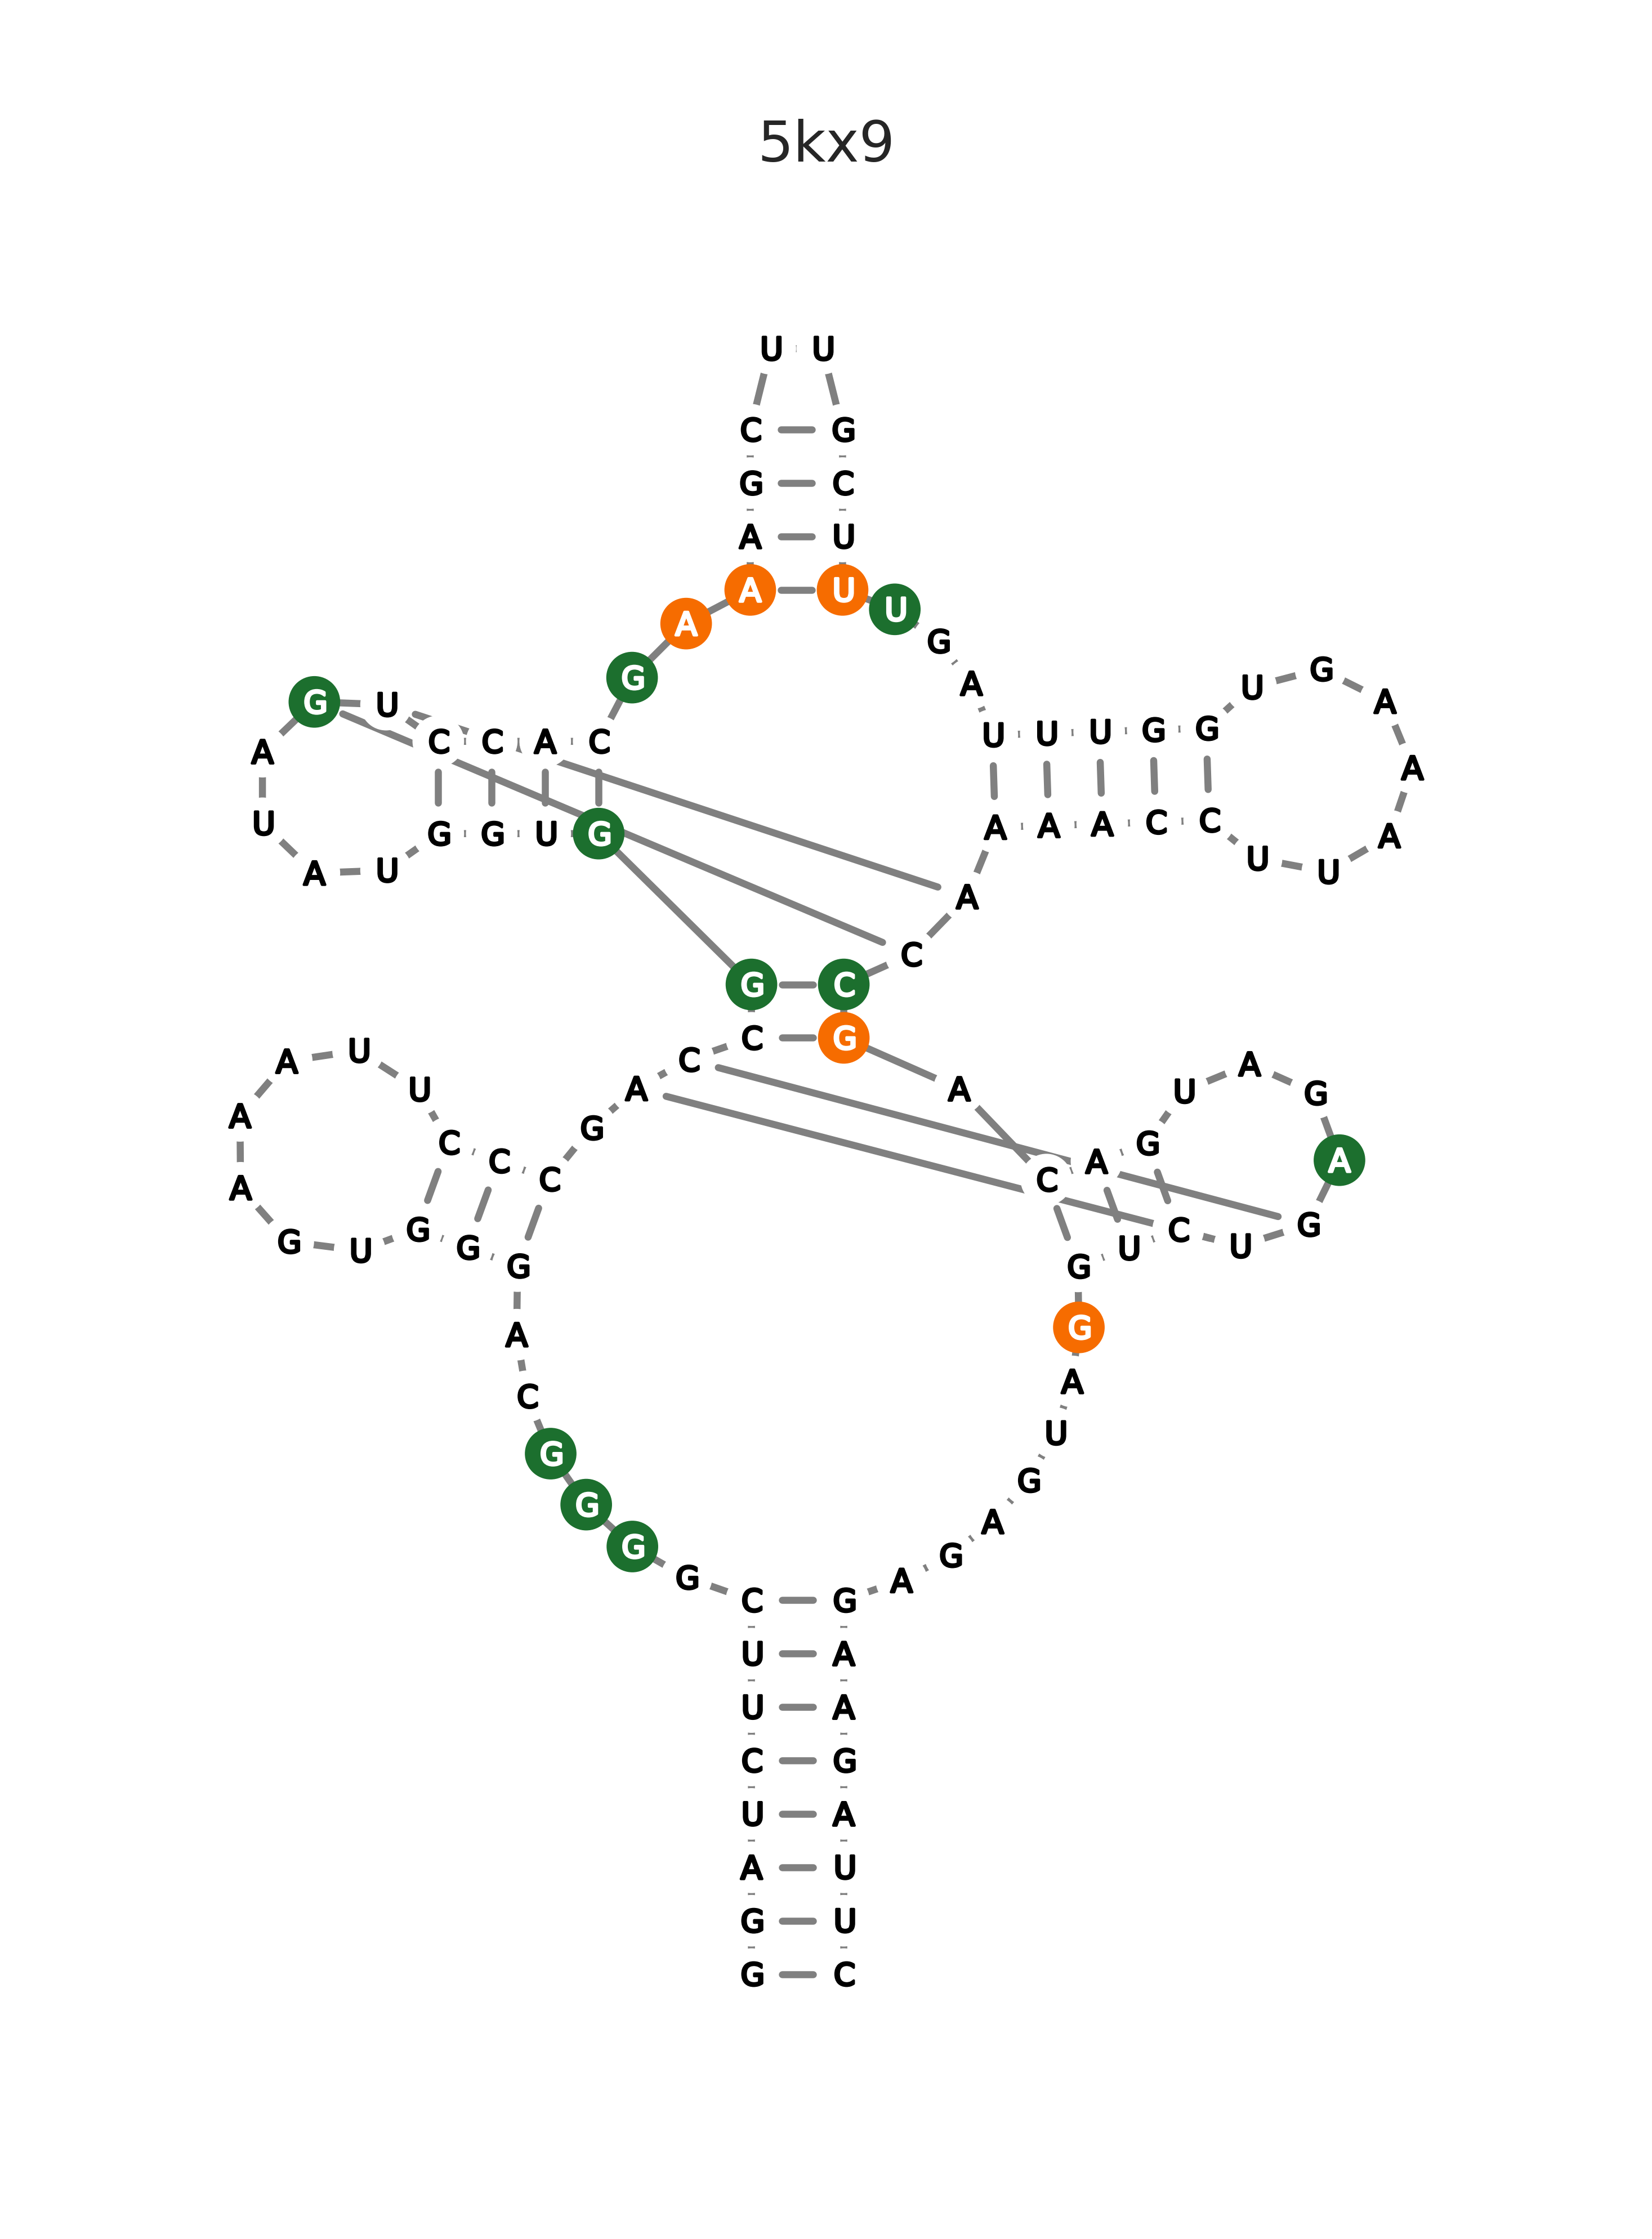 5kx9
U U
C G
G C
A U
A U
U
A
G
G A U G
G U A
C C A C U U U G G
A A
U G G U G A A A C C A
A U U U
A
C
G C
C G
A U C A
U A A U G
A G
C G
C A A
A C C
G C G
G U G U U
G G
A G
C A
G U
G G
G A G
G A
C G
U A
U A
C G
U A
A U
G U
G C